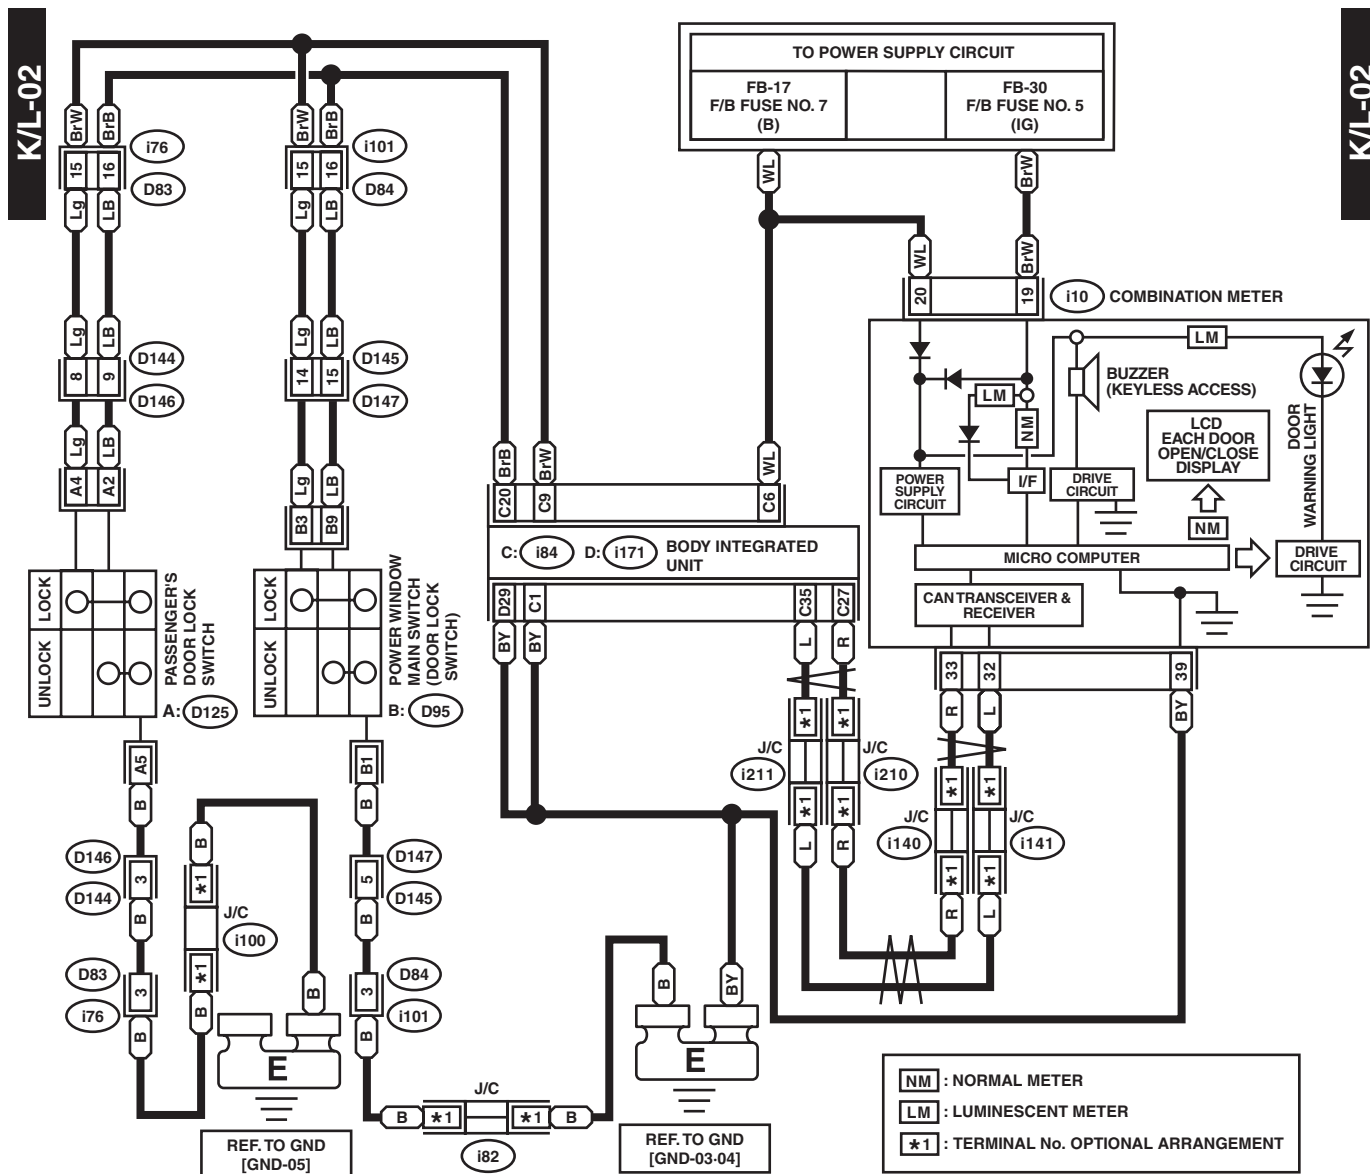 K/L-02
K/L-02
TO POWER SUPPLY CIRCUIT
FB-17
F/B FUSE NO. 7
(B)
FB-30
F/B FUSE NO. 5
(IG)
BrW
BrB
BrW
BrB
WL
BrW
15
16
i76
D83
15
16
i101
D84
Lg
LB
Lg
LB
WL
BrW
20
19
i10
COMBINATION METER
Lg
LB
Lg
LB
8
9
D144
D146
14
15
D145
D147
Lg
LB
Lg
LB
A4
A2
B3
B9
LM
BUZZER
(KEYLESS ACCESS)
LM
NM
LCD
EACH DOOR
OPEN/CLOSE
DISPLAY
NM
DOOR
WARNING LIGHT
POWER
SUPPLY
CIRCUIT
I/F
DRIVE
CIRCUIT
MICRO COMPUTER
DRIVE
CIRCUIT
CAN TRANSCEIVER &
RECEIVER
BrB
BrW
WL
C20
C9
C6
C:
i84
D:
i171
BODY INTEGRATED
UNIT
D29
C1
C35
C27
BY
BY
L
R
LOCK
UNLOCK
PASSENGER'S
DOOR LOCK
SWITCH
A:
D125
LOCK
UNLOCK
POWER WINDOW
MAIN SWITCH
(DOOR LOCK
SWITCH)
B:
D95
33
32
39
R
L
BY
*1
*1
J/C
i211
J/C
i210
*1
*1
L
R
*1
*1
J/C
i140
J/C
i141
*1
*1
R
L
A5
B
B1
B
D146
D144
3
B
B
*1
J/C
i100
*1
B
D147
D145
5
B
D83
i76
3
B
D84
i101
3
B
B
E
REF. TO GND
[GND-05]
B
*1
J/C
*1
B
i82
B
BY
E
REF. TO GND
[GND-03·04]
NM : NORMAL METER
LM : LUMINESCENT METER
*1 : TERMINAL No. OPTIONAL ARRANGEMENT